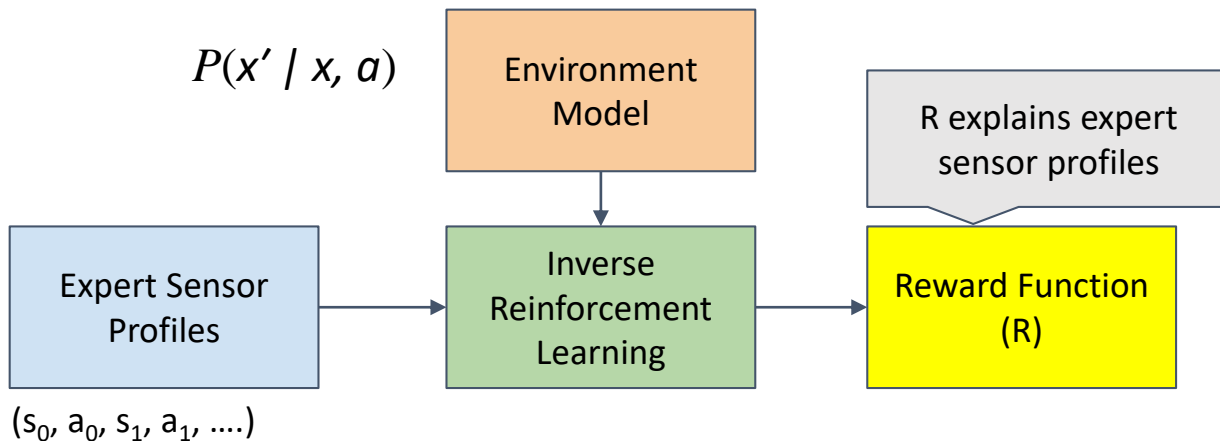 P(x′ | x, a)
Environment
Model
R explains expert
sensor profiles
Expert Sensor
Profiles
Inverse
Reinforcement
Learning
Reward Function
(R)
(s₀, a₀, s₁, a₁, ….)